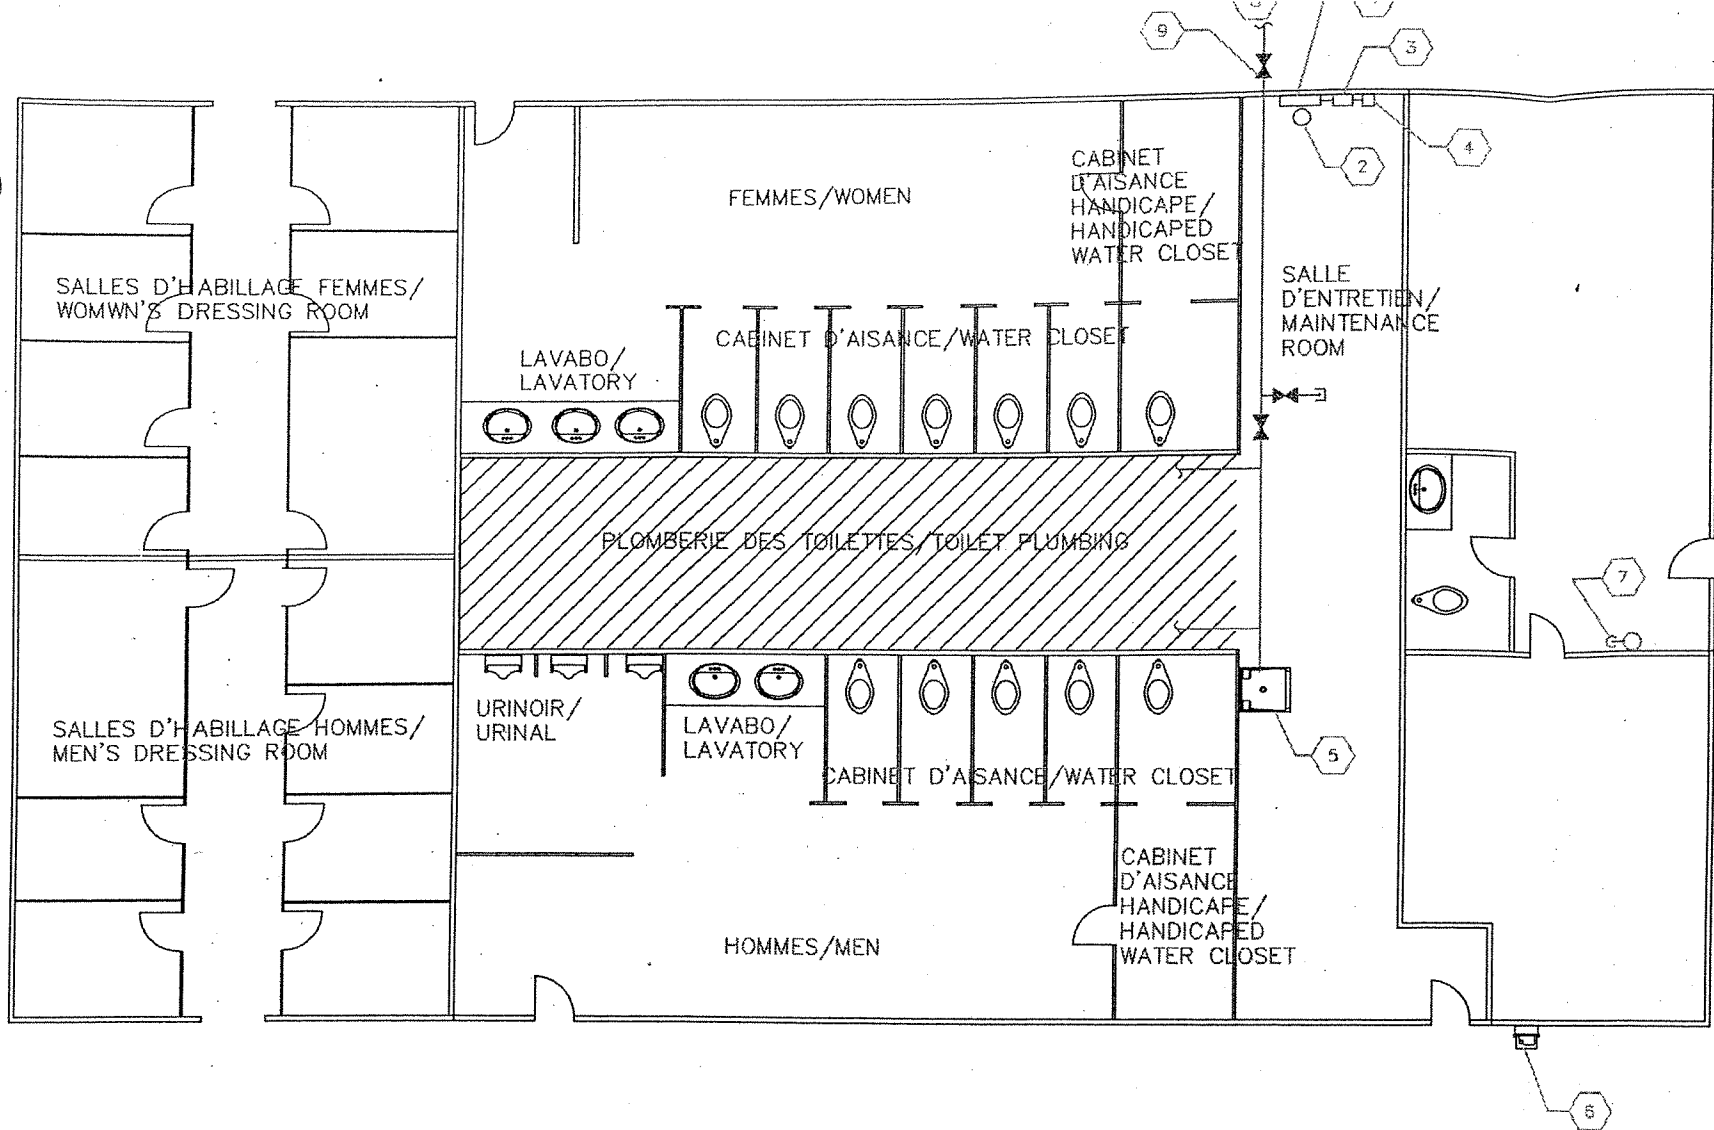 9
3
4
2
CABINET
D'AISANCE
HANDICAPE/
HANDICAPED
WATER CLOSET
FEMMES/WOMEN
SALLES D'HABILLAGE FEMMES/
WOMWN'S DRESSING ROOM
SALLE
D'ENTRETIEN/
MAINTENANCE
ROOM
CABINET D'AISANCE/WATER CLOSET
LAVABO/
LAVATORY
PLOMBERIE DES TOILETTES/TOILET PLUMBING
7
URINOIR/
URINAL
SALLES D'HABILLAGE HOMMES/
MEN'S DRESSING ROOM
LAVABO/
LAVATORY
5
CABINET D'AISANCE/WATER CLOSET
CABINET
D'AISANCE
HANDICAPE/
HANDICAPED
WATER CLOSET
HOMMES/MEN
6